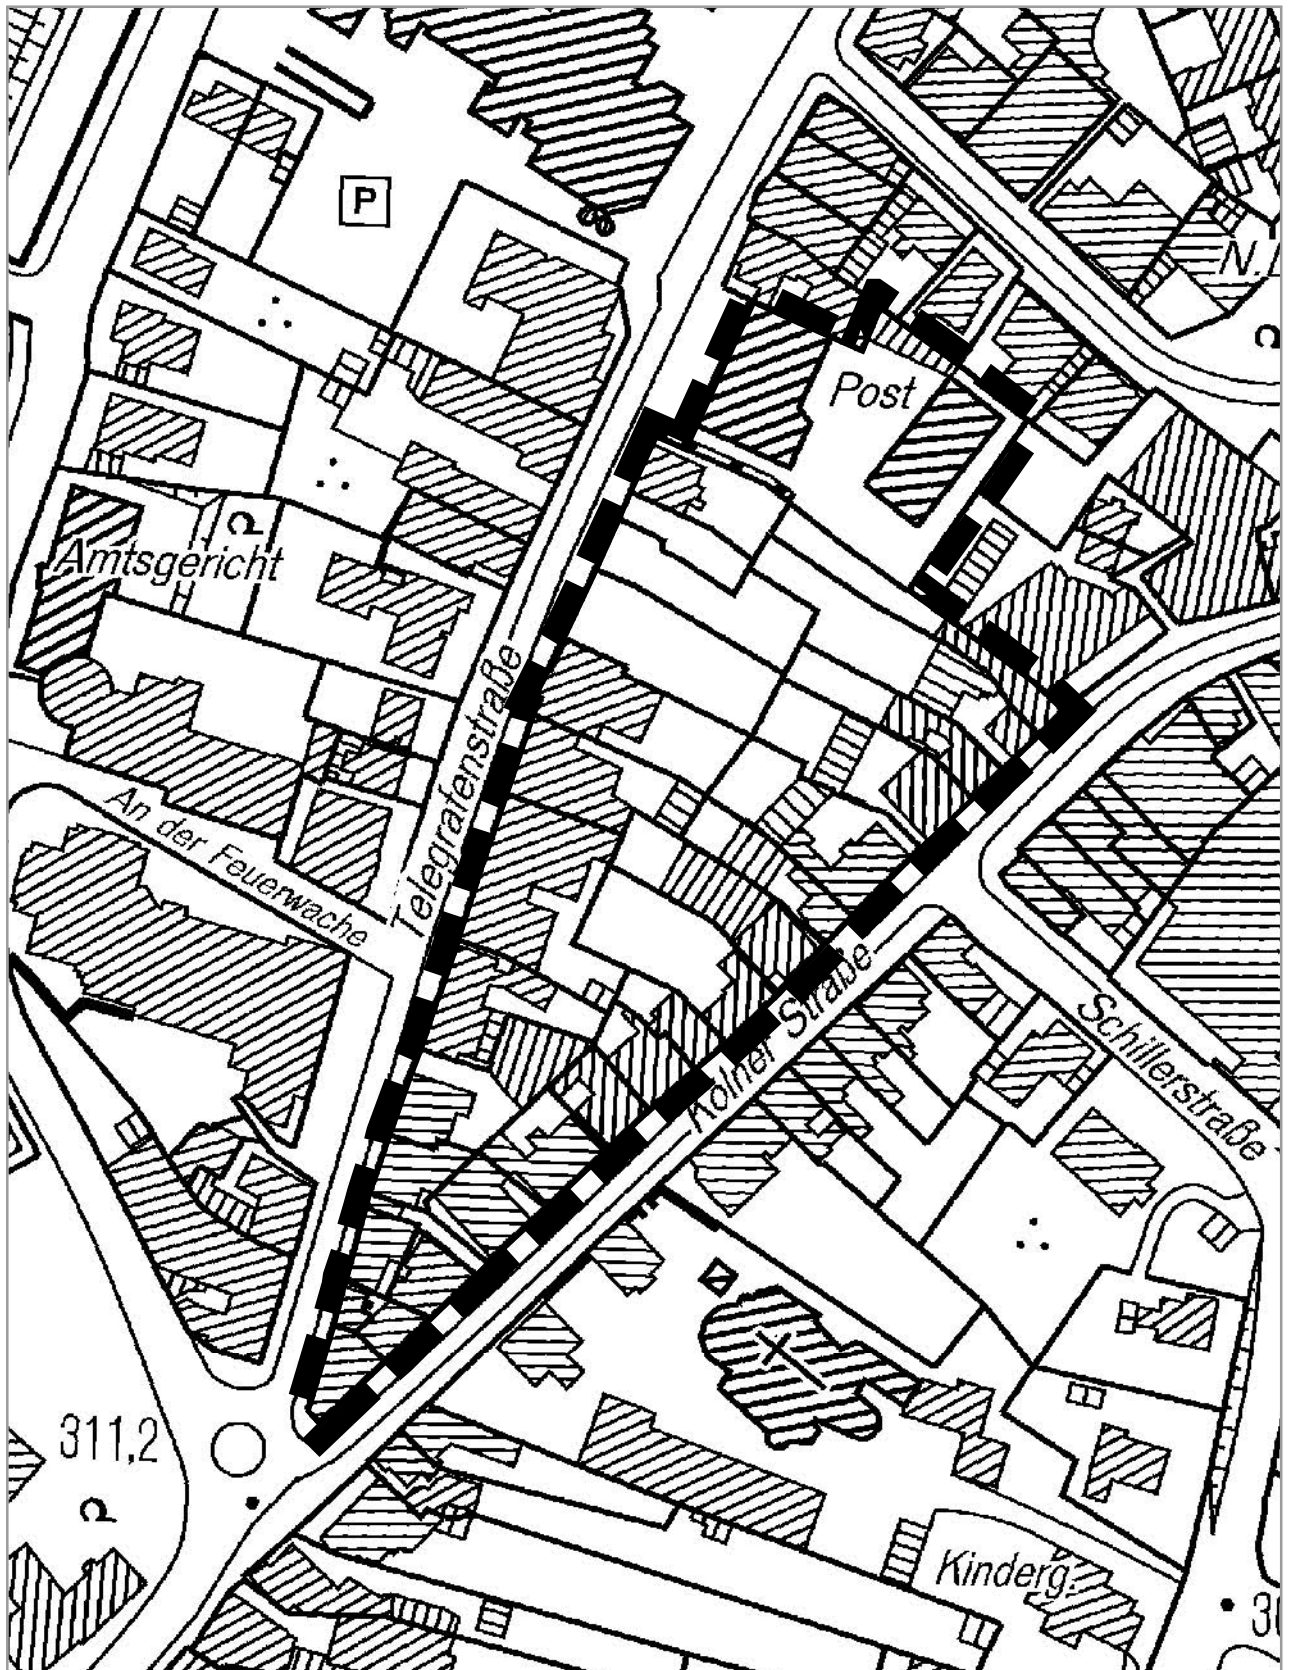 P
N.
Post
Amtsgericht
Telegrafenstraße
An der Feuerwache
Kölner Straße
Schillerstraße
311,2
Kinderg.